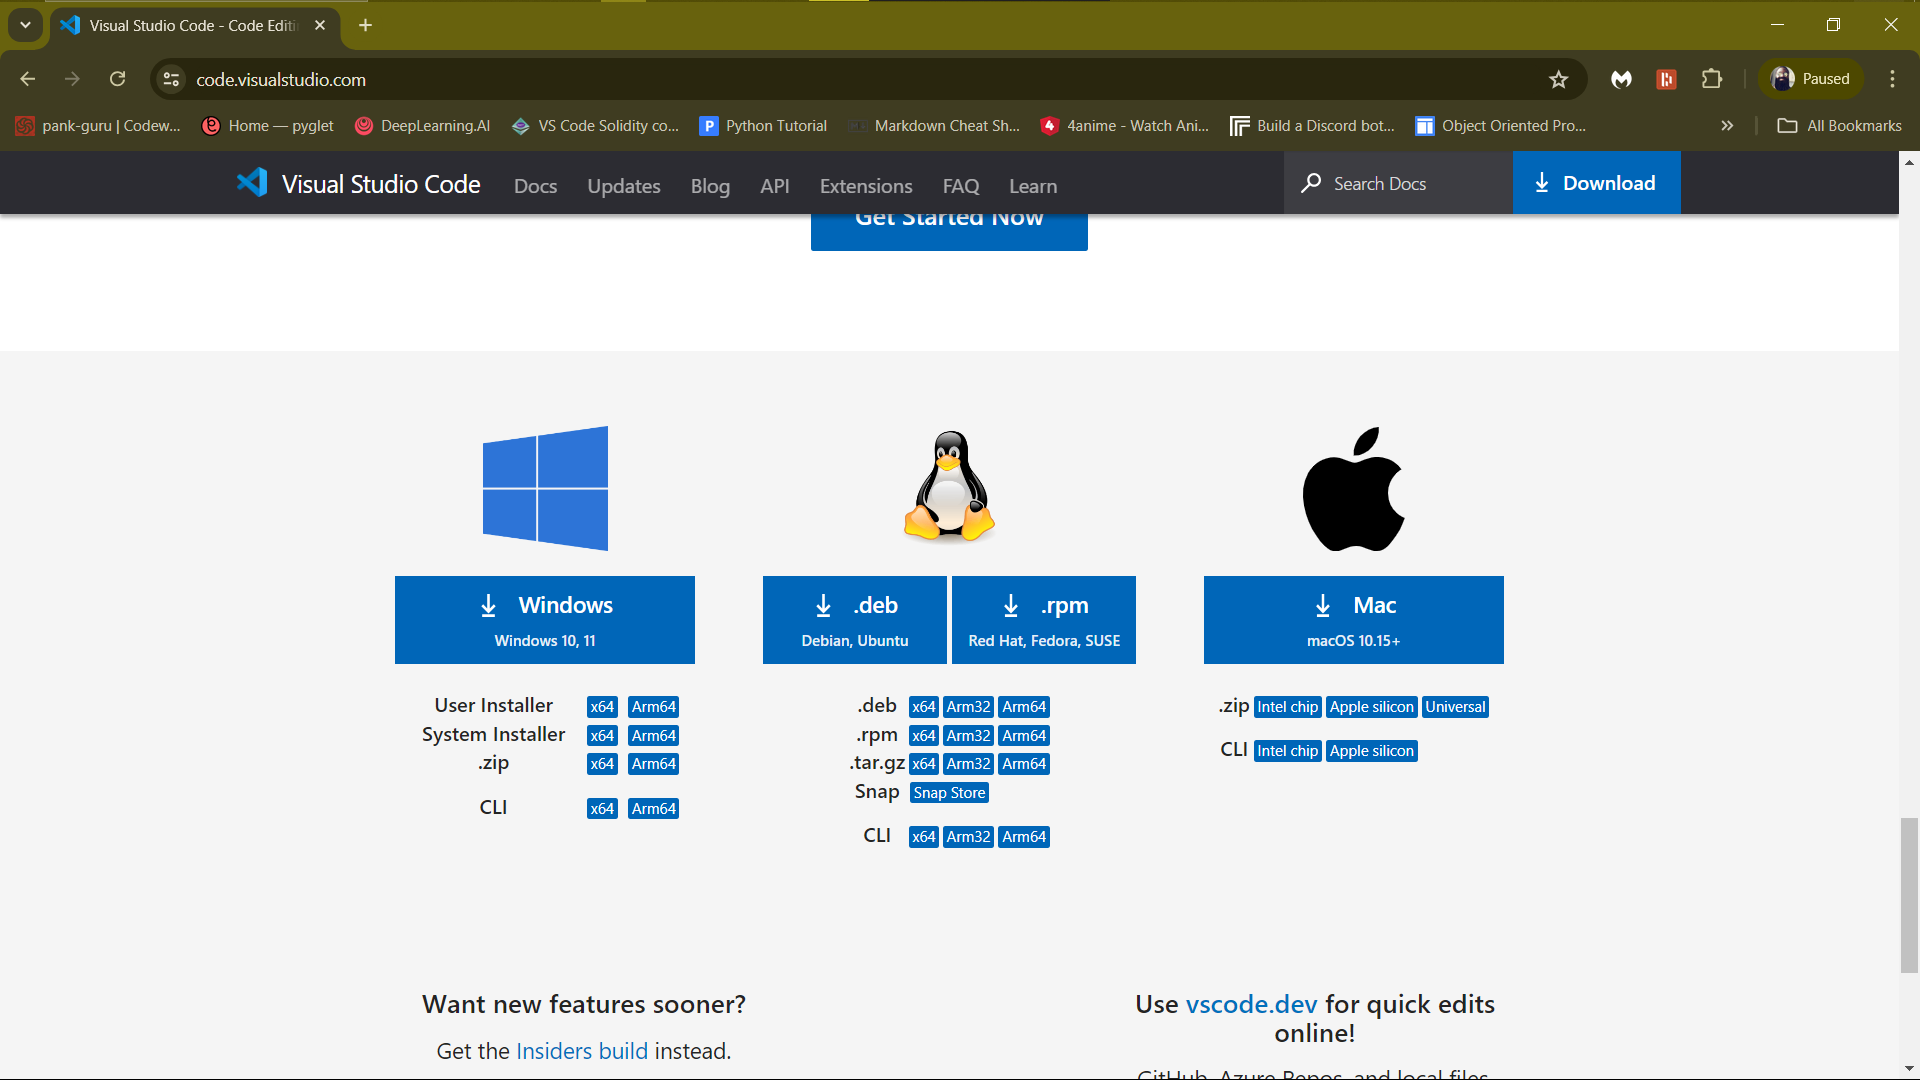 Visual Studio Code - Code Editi
code.visualstudio.com
Paused
pank-guru | Codew...
Home — pyglet
DeepLearning.AI
VS Code Solidity co...
Python Tutorial
Markdown Cheat Sh...
4anime - Watch Ani...
Build a Discord bot...
Object Oriented Pro...
All Bookmarks
Visual Studio Code
Docs
Updates
Blog
API
Extensions
FAQ
Learn
Search Docs
Download
Get Started Now
Windows
Windows 10, 11
.deb
Debian, Ubuntu
.rpm
Red Hat, Fedora, SUSE
Mac
macOS 10.15+
User Installer x64 Arm64
System Installer x64 Arm64
.zip x64 Arm64
CLI x64 Arm64
.deb x64 Arm32 Arm64
.rpm x64 Arm32 Arm64
.tar.gz x64 Arm32 Arm64
Snap Snap Store
CLI x64 Arm32 Arm64
.zip Intel chip Apple silicon Universal
CLI Intel chip Apple silicon
Want new features sooner?
Get the Insiders build instead.
Use vscode.dev for quick edits
online!
GitHub, Azure Repos, and local files.